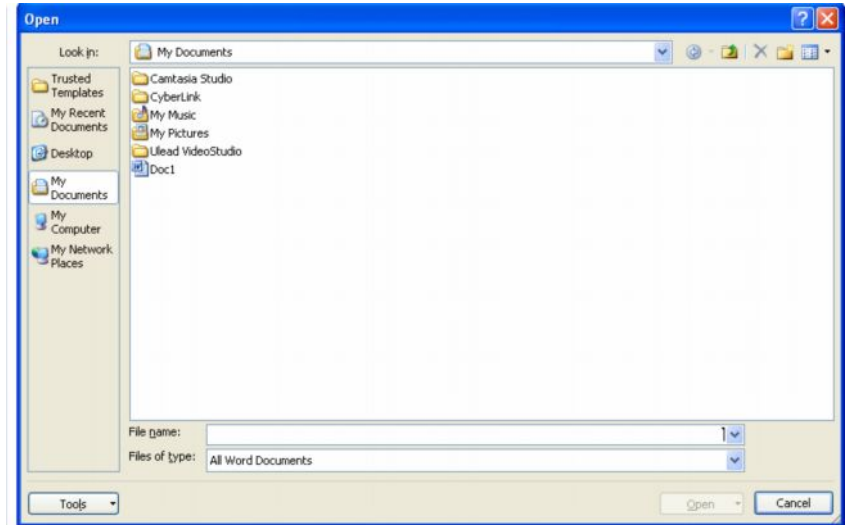 Open
Look in:
My Documents
Trusted
Templates
My Recent
Documents
Desktop
My
Documents
My
Computer
My Network
Places
Camtasia Studio
CyberLink
My Music
My Pictures
Ulead VideoStudio
Doc1
File name:
Files of type:
All Word Documents
Tools
Open
Cancel